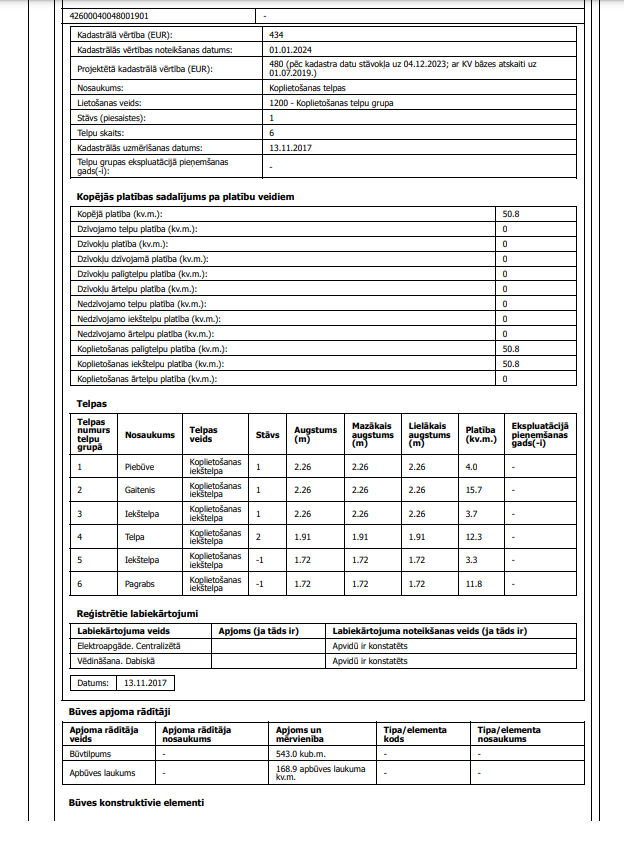 42600040048001901 -
Kadastrālā vērtība (EUR): 434
Kadastrālās vērtības noteikšanas datums: 01.01.2024
Projektētā kadastrālā vērtība (EUR): 480 (pēc kadastra datu stāvokļa uz 04.12.2023; ar KV bāzes atskaiti uz
01.07.2019.)
Nosaukums: Koplietošanas telpas
Lietošanas veids: 1200 - Koplietošanas telpu grupa
Stāvs (piesaistes): 1
Telpu skaits: 6
Kadastrālās uzmērīšanas datums: 13.11.2017
Telpu grupas ekspluatācijā pieņemšanas
gads(-i): -
Kopējās platības sadalījums pa platību veidiem
Kopējā platība (kv.m.): 50.8
Dzīvojamo telpu platība (kv.m.): 0
Dzīvokļu platība (kv.m.): 0
Dzīvokļu dzīvojamā platība (kv.m.): 0
Dzīvokļu palīgtelpu platība (kv.m.): 0
Dzīvokļu ārtelpu platība (kv.m.): 0
Nedzīvojamo telpu platība (kv.m.): 0
Nedzīvojamo iekštelpu platība (kv.m.): 0
Nedzīvojamo ārtelpu platība (kv.m.): 0
Koplietošanas palīgtelpu platība (kv.m.): 50.8
Koplietošanas iekštelpu platība (kv.m.): 50.8
Koplietošanas ārtelpu platība (kv.m.): 0
Telpas
Telpas
numurs
telpu
grupā
Nosaukums
Telpas
veids
Stāvs
Augstums
(m)
Mazākais
augstums
(m)
Lielākais
augstums
(m)
Platība
(kv.m.)
Ekspluatācijā
pieņemšanas
gads(-i)
1 Piebūve Koplietošanas
iekštelpa 1 2.26 2.26 2.26 4.0 -
2 Gaitenis Koplietošanas
iekštelpa 1 2.26 2.26 2.26 15.7 -
3 Iekštelpa Koplietošanas
iekštelpa 1 2.26 2.26 2.26 3.7 -
4 Telpa Koplietošanas
iekštelpa 2 1.91 1.91 1.91 12.3 -
5 Iekštelpa Koplietošanas
iekštelpa -1 1.72 1.72 1.72 3.3 -
6 Pagrabs Koplietošanas
iekštelpa -1 1.72 1.72 1.72 11.8 -
Reģistrētie labiekārtojumi
Labiekārtojuma veids Apjoms (ja tāds ir) Labiekārtojuma noteikšanas veids (ja tāds ir)
Elektroapgāde. Centralizētā Apvidū ir konstatēts
Vēdināšana. Dabiskā Apvidū ir konstatēts
Datums: 13.11.2017
Būves apjoma rādītāji
Apjoma rādītāja
veids
Apjoma rādītāja
nosaukums
Apjoms un
mērvienība
Tipa/elementa
kods
Tipa/elementa
nosaukums
Būvtilpums - 543.0 kub.m. - -
Apbūves laukums - 168.9 apbūves laukuma
kv.m. - -
Būves konstruktīvie elementi